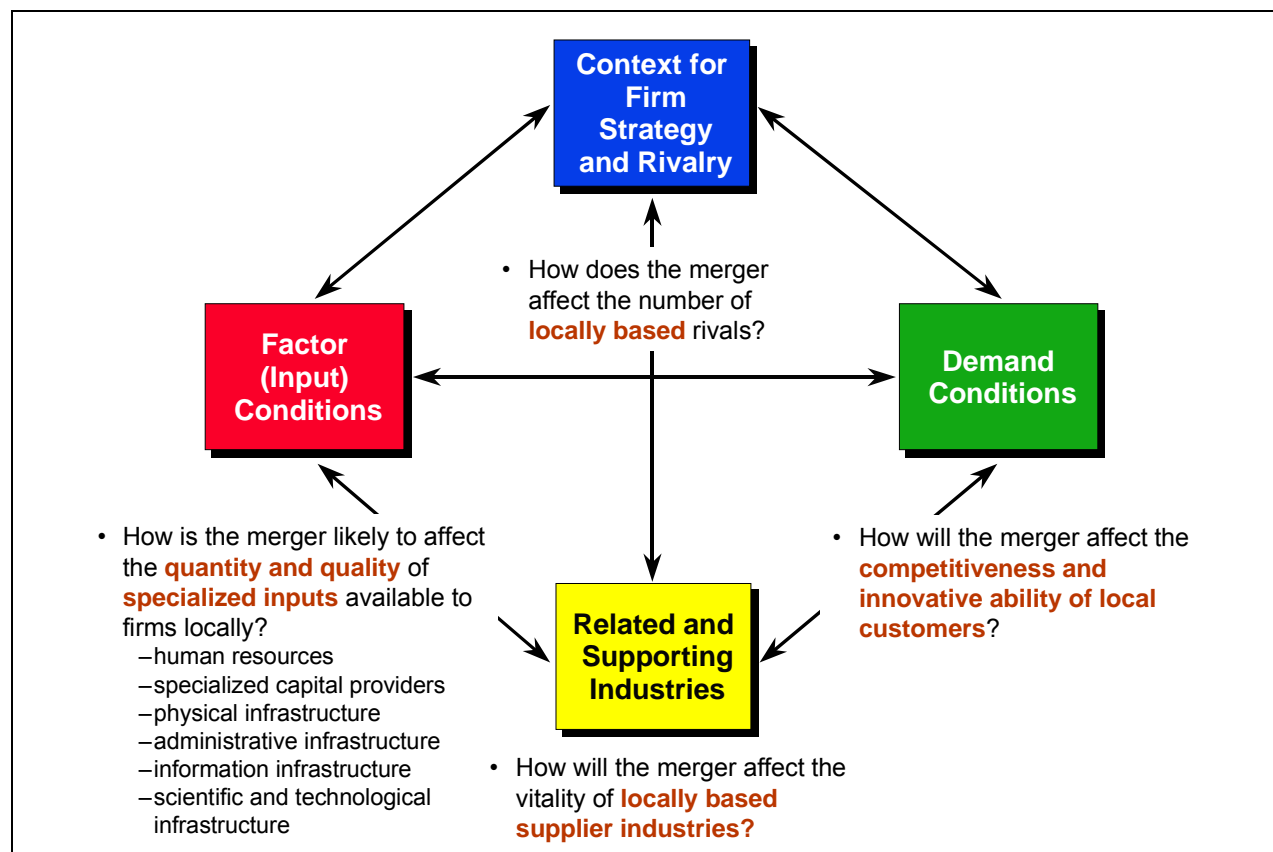 Context for
Firm
Strategy
and Rivalry
• How does the merger
affect the number of
locally based rivals?
Factor
(Input)
Conditions
Demand
Conditions
• How is the merger likely to affect
the quantity and quality of
specialized inputs available to
firms locally?
–human resources
–specialized capital providers
–physical infrastructure
–administrative infrastructure
–information infrastructure
–scientific and technological
infrastructure
• How will the merger affect the
competitiveness and
innovative ability of local
customers?
Related and
Supporting
Industries
• How will the merger affect the
vitality of locally based
supplier industries?